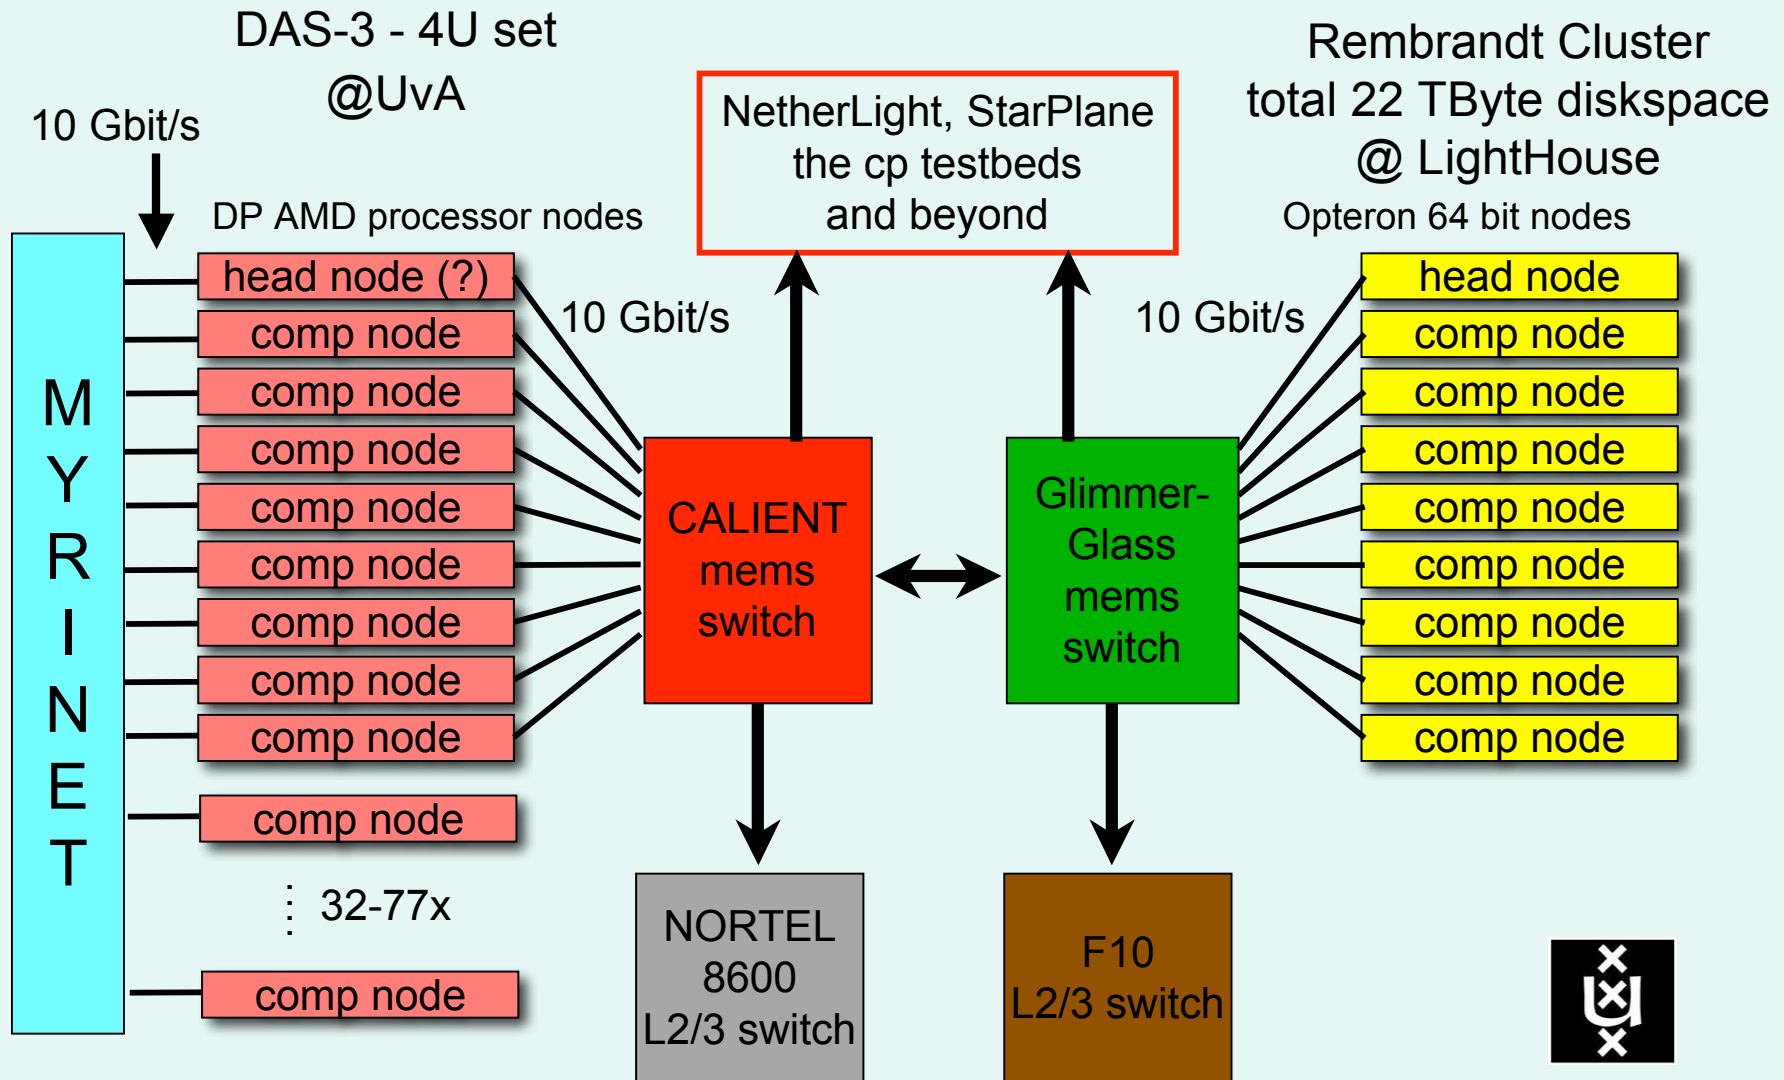 DAS-3 - 4U set
@UvA
10 Gbit/s
DP AMD processor nodes
MYRINET
head node (?)
comp node
comp node
comp node
comp node
comp node
comp node
comp node
comp node
comp node
32-77x
comp node
10 Gbit/s
NetherLight, StarPlane
the cp testbeds
and beyond
CALIENT
mems
switch
Glimmer-
Glass
mems
switch
NORTEL
8600
L2/3 switch
F10
L2/3 switch
10 Gbit/s
Rembrandt Cluster
total 22 TByte diskspace
@ LightHouse
Opteron 64 bit nodes
head node
comp node
comp node
comp node
comp node
comp node
comp node
comp node
comp node
U